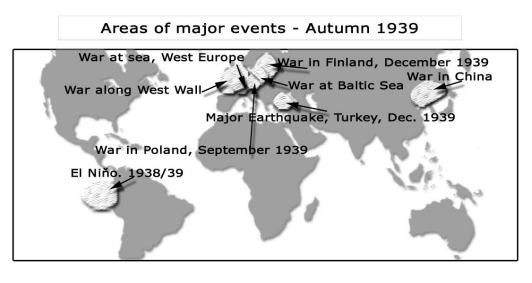 Areas of major events - Autumn 1939
War at sea, West Europe
War in Finland, December 1939
War in China
War along West Wall
War at Baltic Sea
Major Earthquake, Turkey, Dec. 1939
War in Poland, September 1939
El Niño. 1938/39